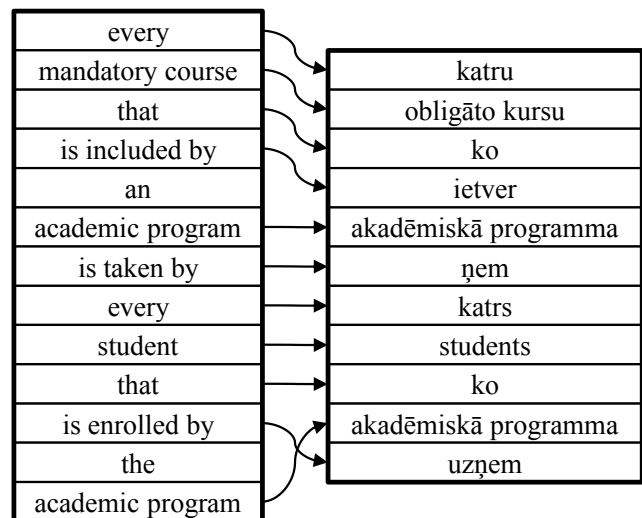 every
mandatory course
that
is included by
an
academic program
is taken by
every
student
that
is enrolled by
the
academic program
katru
obligāto kursu
ko
ietver
akadēmiskā programma
ņem
katrs
students
ko
akadēmiskā programma
uzņem